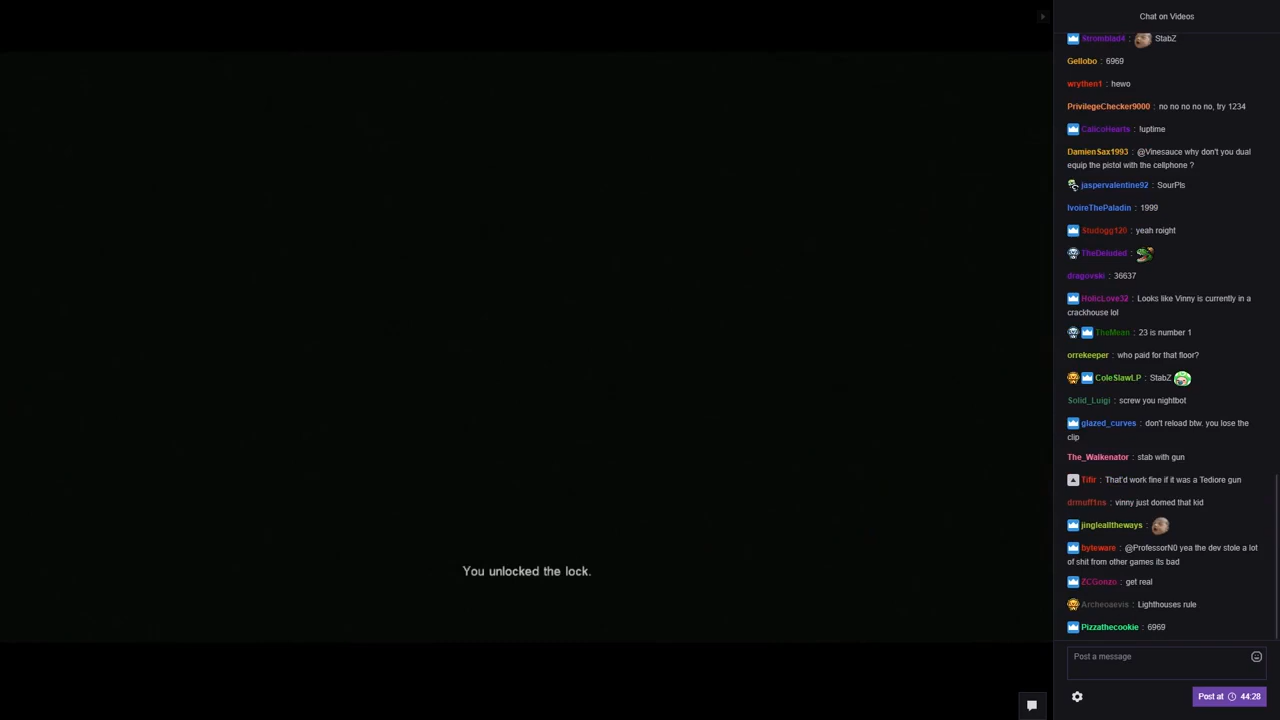 Chat on Videos
Stromblad4 : StabZ
Gellobo : 6969
wrythen1 : hewo
PrivilegeChecker9000 : no no no no no, try 1234
CalicoHearts : !uptime
DamienSax1993 : @Vinesauce why don't you dual
equip the pistol with the cellphone ?
jaspervalentine92 : SourPls
IvoireThePaladin : 1999
Studogg120 : yeah roight
TheDeluded :
dragovski : 36637
HolicLove32 : Looks like Vinny is currently in a
crackhouse lol
TheMean : 23 is number 1
orrekeeper : who paid for that floor?
ColeSlawLP : StabZ
Solid_Luigi : screw you nightbot
glazed_curves : don't reload btw. you lose the
clip
The_Walkenator : stab with gun
Tifir : That'd work fine if it was a Tediore gun
drmuff1ns : vinny just domed that kid
jinglealltheways :
byteware : @ProfessorN0 yea the dev stole a lot
of shit from other games its bad
ZCGonzo : get real
Archeoaevis : Lighthouses rule
Pizzathecookie : 6969
You unlocked the lock.
Post a message
Post at 44:28